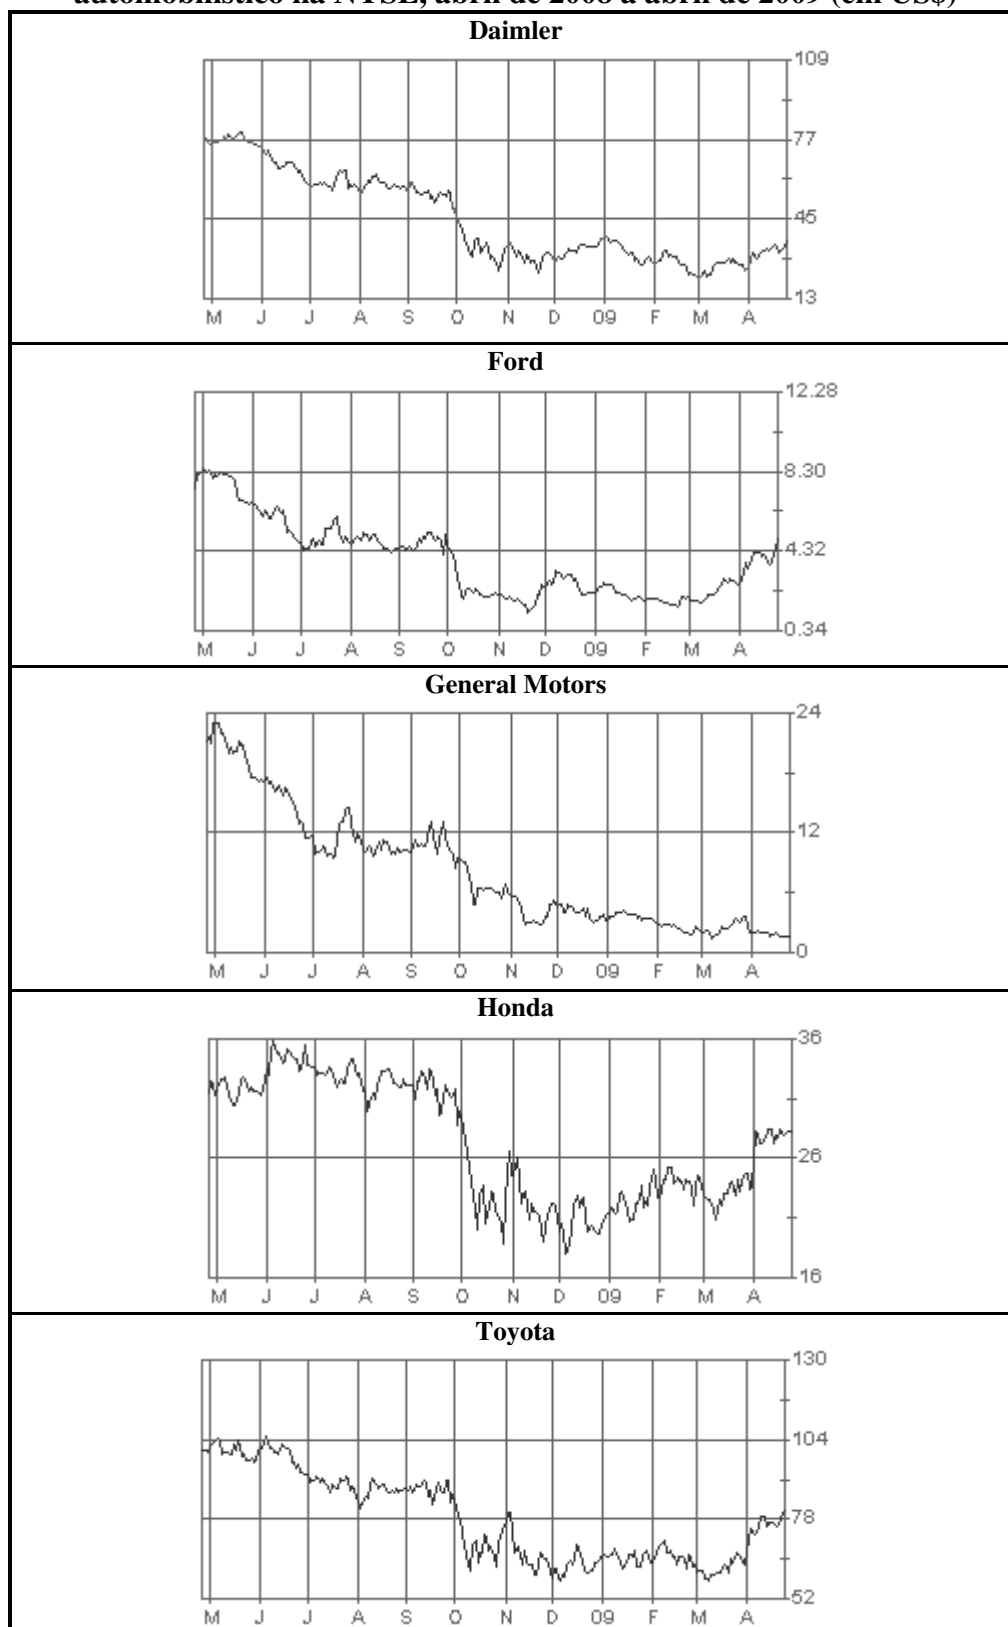 automobilístico na NYSE, abril de 2008 a abril de 2009 (em US$)
Daimler
109
77
45
13
M J J A S O N D 09 F M A
Ford
12.28
8.30
4.32
0.34
M J J A S O N D 09 F M A
General Motors
24
12
0
M J J A S O N D 09 F M A
Honda
36
26
16
M J J A S O N D 09 F M A
Toyota
130
104
78
52
M J J A S O N D 09 F M A